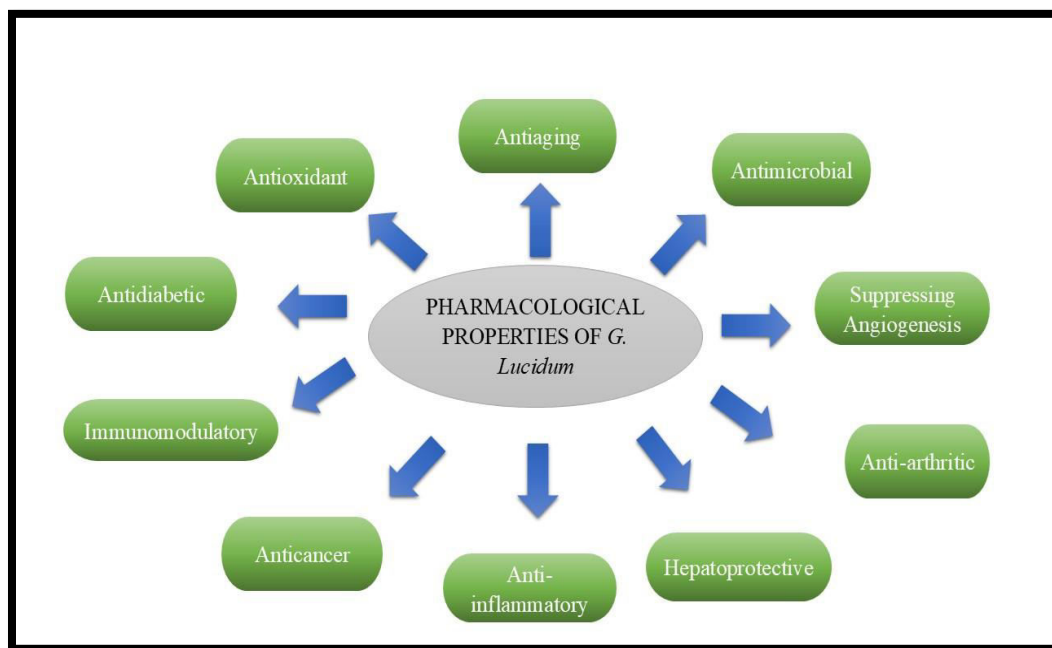 Antiaging
Antioxidant
Antimicrobial
Antidiabetic
Suppressing
Angiogenesis
PHARMACOLOGICAL
PROPERTIES OF G.
Lucidum
Immunomodulatory
Anti-arthritic
Anticancer
Anti-
inflammatory
Hepatoprotective